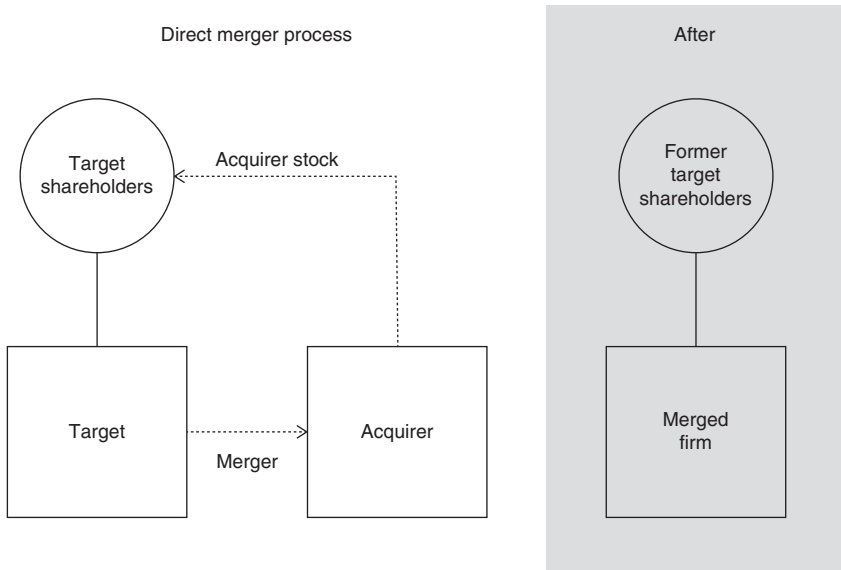 Direct merger process
After
Target
shareholders
Acquirer stock
Former
target
shareholders
Target
Merger
Acquirer
Merged
firm